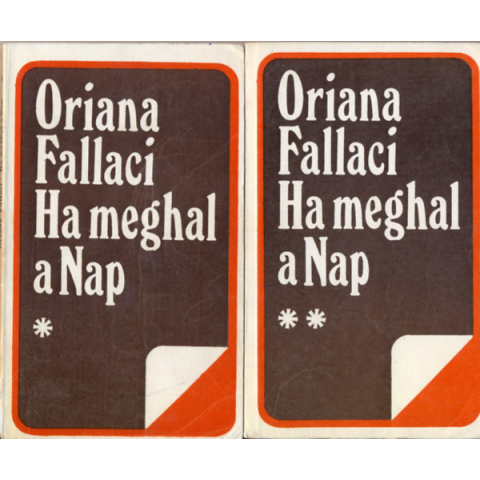 Oriana
Fallaci
Ha meghal
a Nap
*
Oriana
Fallaci
Ha meghal
a Nap
* *